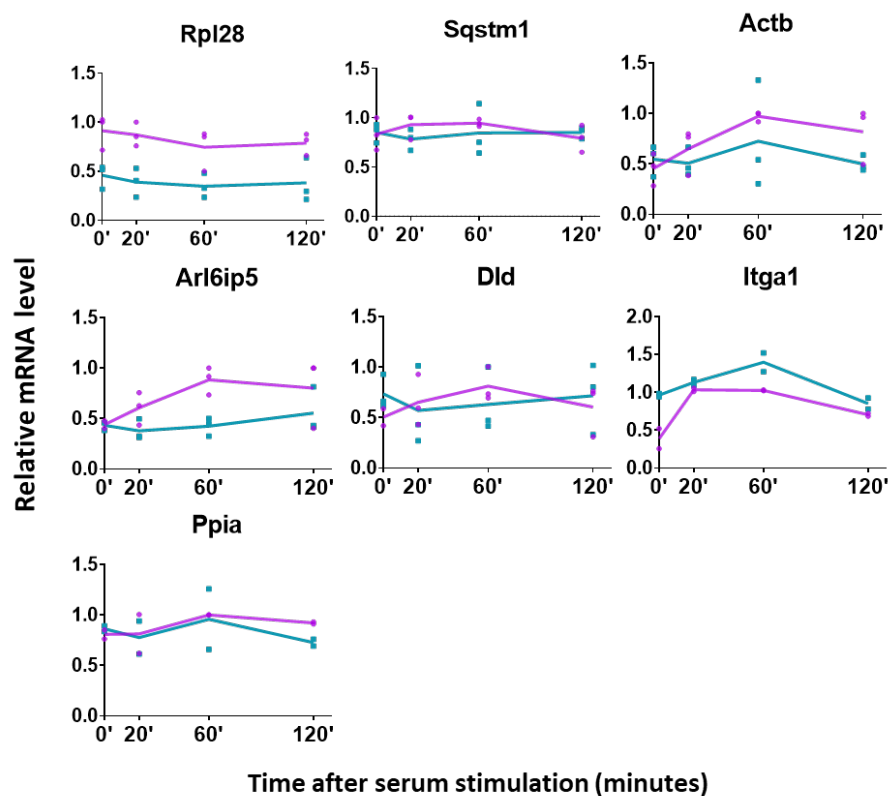 Rpl28 Sqstm1 Actb
1.5 1.5 1.5
1.0 1.0 1.0
0.5 0.5 0.5
0.0 0.0 0.0
0' 20' 60' 120' 0' 20' 60' 120' 0' 20' 60' 120'
Arl6ip5 Dld Itga1
1.5 1.5 2.0
1.0 1.0 1.5
0.5 0.5 1.0
0.0 0.0 0.5
0.0
0' 20' 60' 120' 0' 20' 60' 120' 0' 20' 60' 120'
Ppia
1.5
1.0
0.5
0.0
0' 20' 60' 120'
Relative mRNA level
Time after serum stimulation (minutes)